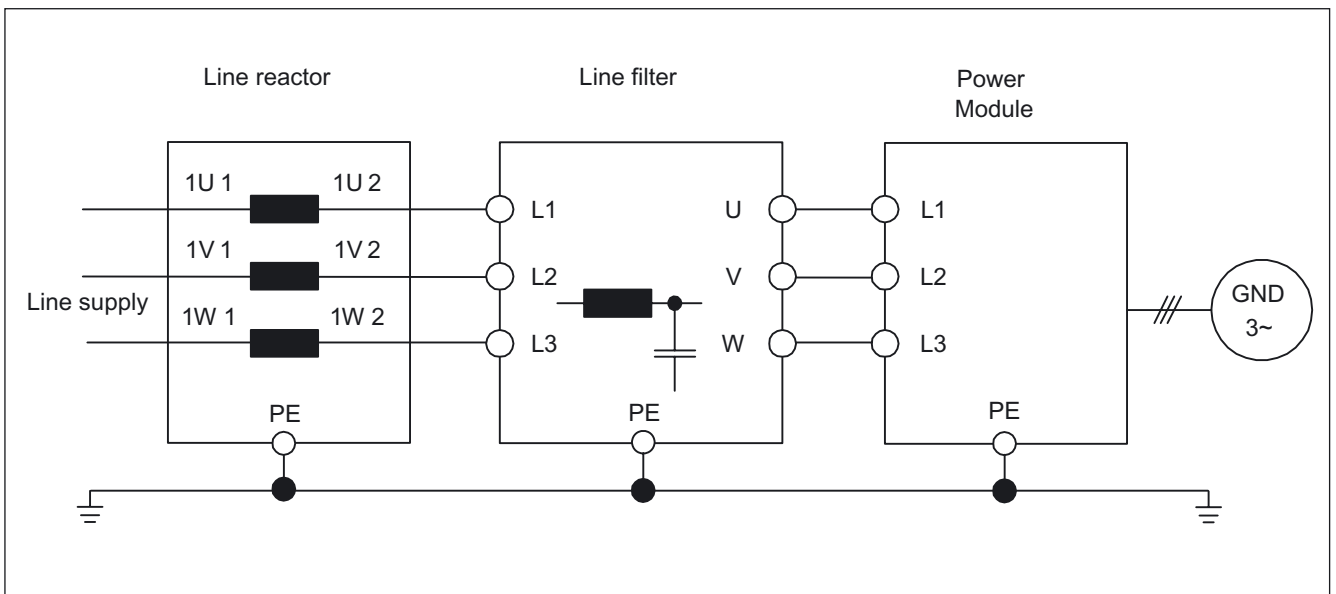 Line reactor
Line filter
Power
Module
1U 1
1U 2
L1
U
L1
1V 1
1V 2
L2
V
L2
Line supply
1W 1
1W 2
L3
W
L3
GND
3~
PE
PE
PE